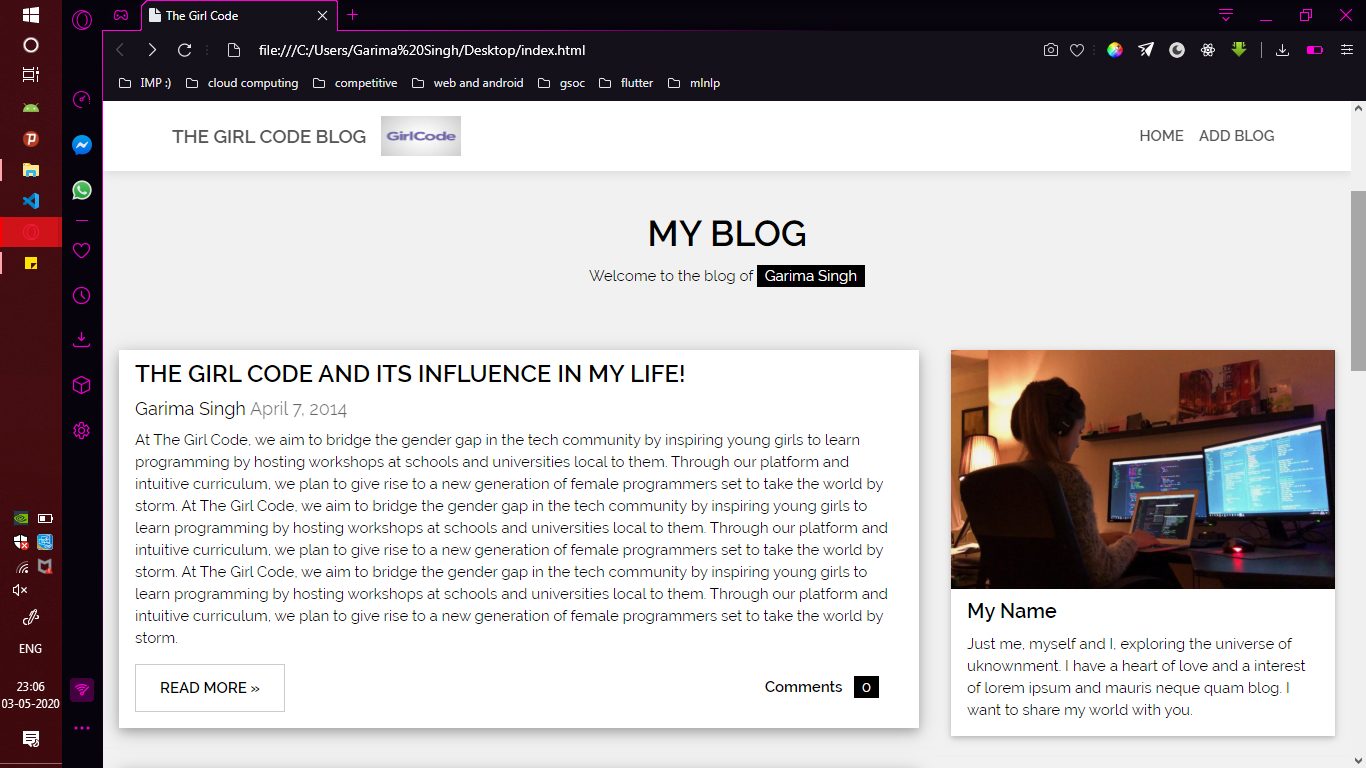 The Girl Code
file:///C:/Users/Garima%20Singh/Desktop/index.html
IMP :) cloud computing competitive web and android gsoc flutter mlnlp
THE GIRL CODE BLOG GirlCode HOME ADD BLOG
MY BLOG
Welcome to the blog of Garima Singh
THE GIRL CODE AND ITS INFLUENCE IN MY LIFE!
Garima Singh April 7, 2014
At The Girl Code, we aim to bridge the gender gap in the tech community by inspiring young girls to learn
programming by hosting workshops at schools and universities local to them. Through our platform and
intuitive curriculum, we plan to give rise to a new generation of female programmers set to take the world by
storm. At The Girl Code, we aim to bridge the gender gap in the tech community by inspiring young girls to
learn programming by hosting workshops at schools and universities local to them. Through our platform and
intuitive curriculum, we plan to give rise to a new generation of female programmers set to take the world by
storm. At The Girl Code, we aim to bridge the gender gap in the tech community by inspiring young girls to
learn programming by hosting workshops at schools and universities local to them. Through our platform and
intuitive curriculum, we plan to give rise to a new generation of female programmers set to take the world by
storm.
READ MORE »
Comments 0
My Name
Just me, myself and I, exploring the universe of
uknownment. I have a heart of love and a interest
of lorem ipsum and mauris neque quam blog. I
want to share my world with you.
ENG
23:06
03-05-2020